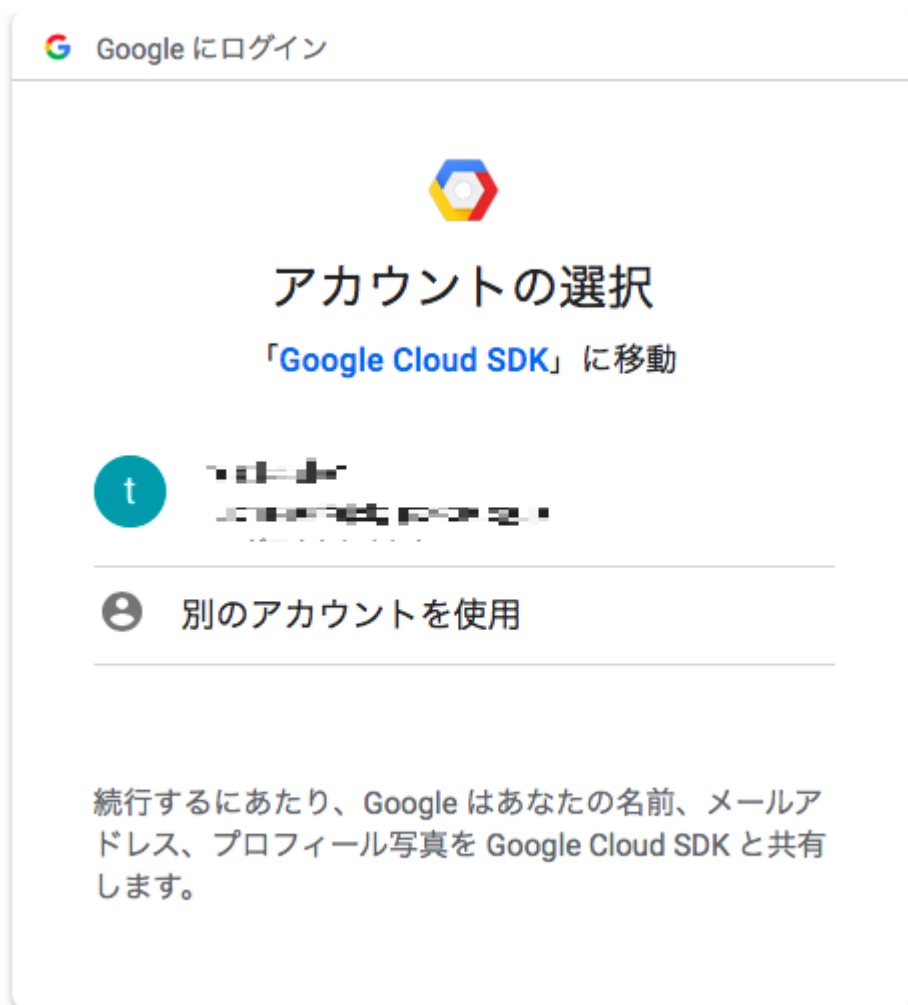 Google にログイン
アカウントの選択
「Google Cloud SDK」に移動
t
別のアカウントを使用
続行するにあたり、Google はあなたの名前、メールア
ドレス、プロフィール写真を Google Cloud SDK と共有
します。